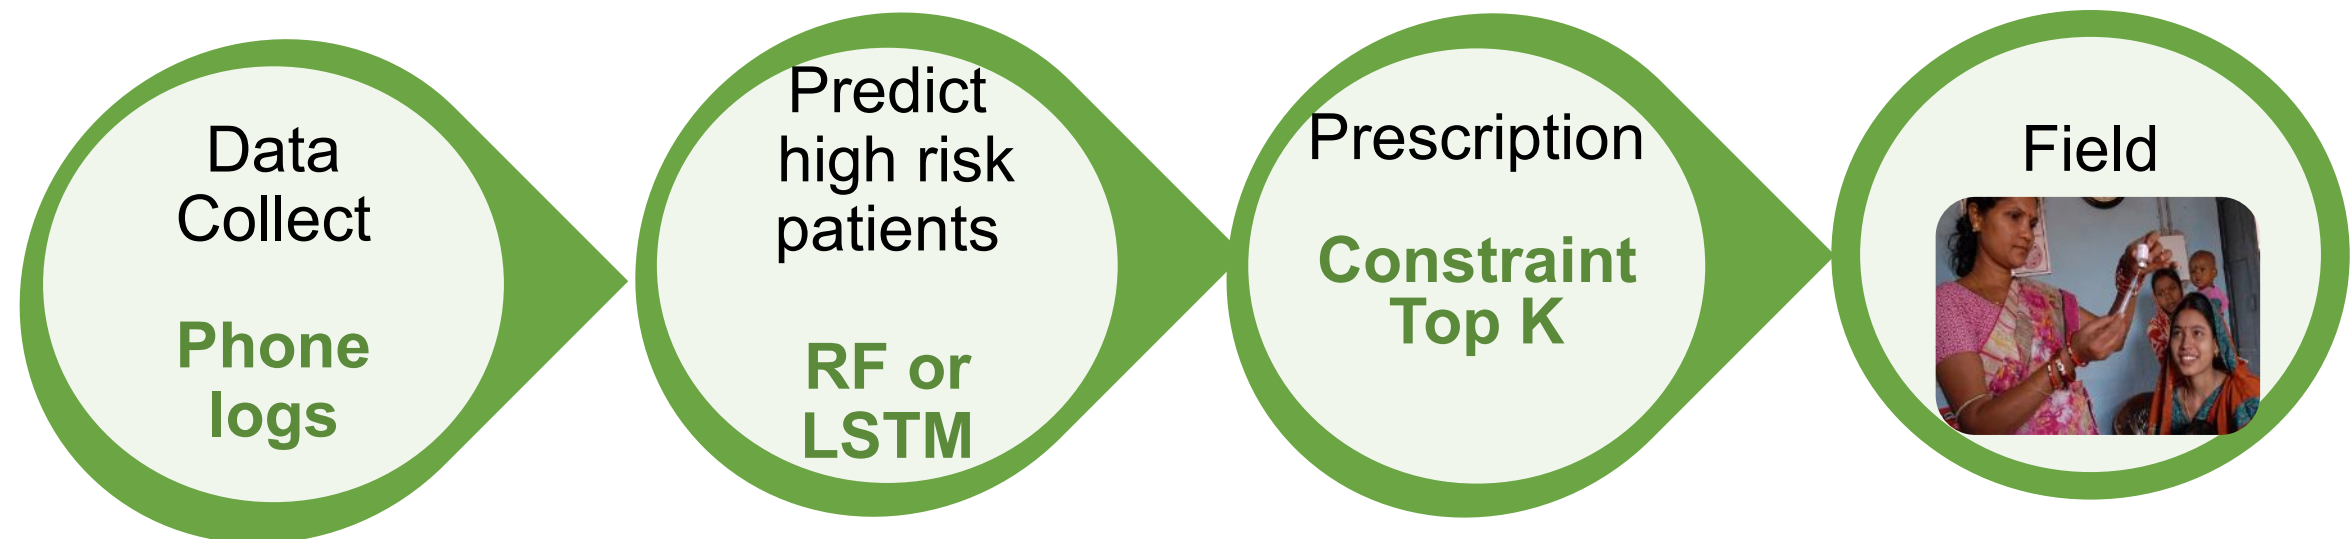 Data
Collect
Phone
logs
Predict
high risk
patients
RF or
LSTM
Prescription
Constraint
Top K
Field